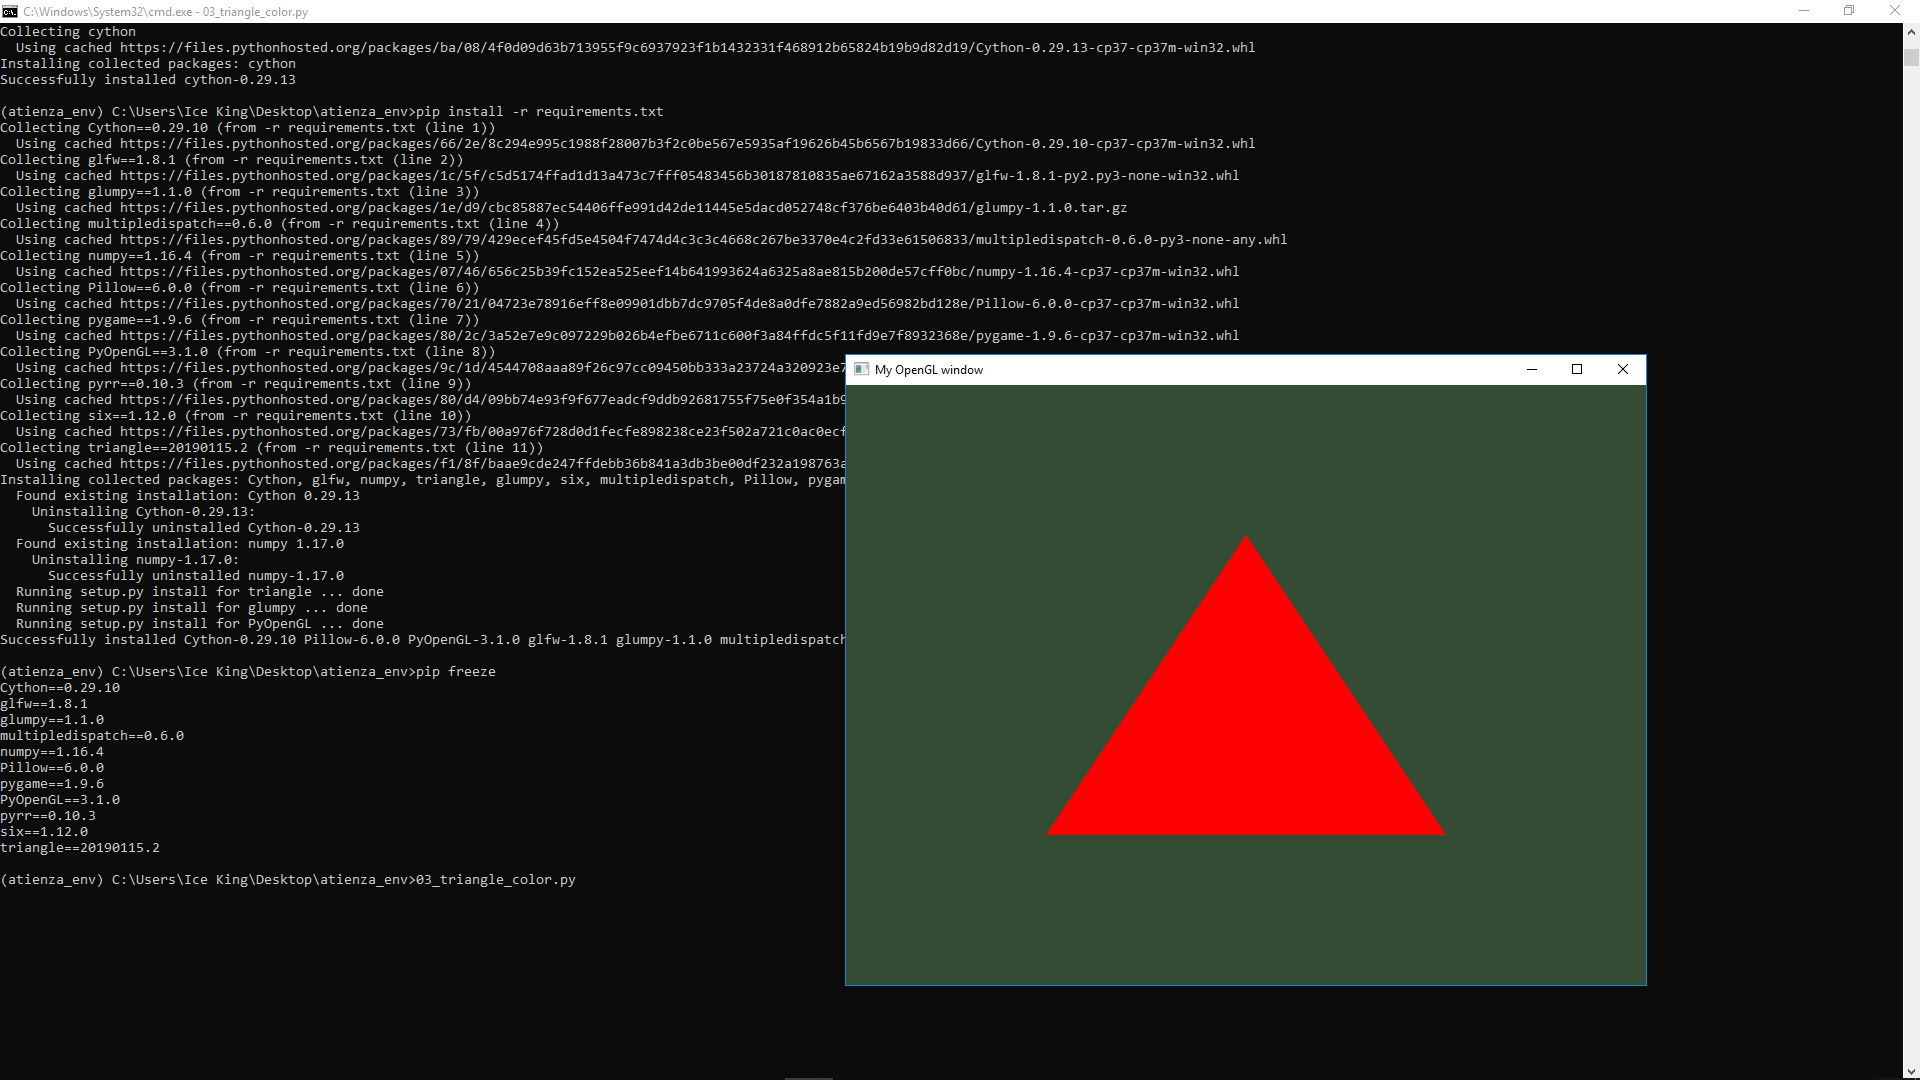 C:\Windows\System32\cmd.exe - 03_triangle_color.py
Collecting cython
  Using cached https://files.pythonhosted.org/packages/ba/08/4f0d09d63b713955f9c6937923f1b1432331f468912b65824b19b9d82d19/Cython-0.29.13-cp37-cp37m-win32.whl
Installing collected packages: cython
Successfully installed cython-0.29.13
(atienza_env) C:\Users\Ice King\Desktop\atienza_env>pip install -r requirements.txt
Collecting Cython==0.29.10 (from -r requirements.txt (line 1))
  Using cached https://files.pythonhosted.org/packages/66/2e/8c294e995c1988f28007b3f2c0be567e5935af19626b45b6567b19833d66/Cython-0.29.10-cp37-cp37m-win32.whl
Collecting glfw==1.8.1 (from -r requirements.txt (line 2))
  Using cached https://files.pythonhosted.org/packages/1c/5f/c5d5174ffad1d13a473c7fff05483456b30187810835ae67162a3588d937/glfw-1.8.1-py2.py3-none-win32.whl
Collecting glumpy==1.1.0 (from -r requirements.txt (line 3))
  Using cached https://files.pythonhosted.org/packages/1e/d9/cbc85887ec54406ffe991d42de11445e5dacd052748cf376be6403b40d61/glumpy-1.1.0.tar.gz
Collecting multipledispatch==0.6.0 (from -r requirements.txt (line 4))
  Using cached https://files.pythonhosted.org/packages/89/79/429ecef45fd5e4504f7474d4c3c3c4668c267be3370e4c2fd33e61506833/multipledispatch-0.6.0-py3-none-any.whl
Collecting numpy==1.16.4 (from -r requirements.txt (line 5))
  Using cached https://files.pythonhosted.org/packages/07/46/656c25b39fc152ea525eef14b641993624a6325a8ae815b200de57cff0bc/numpy-1.16.4-cp37-cp37m-win32.whl
Collecting Pillow==6.0.0 (from -r requirements.txt (line 6))
  Using cached https://files.pythonhosted.org/packages/70/21/04723e78916eff8e09901dbb7dc9705f4de8a0dfe7882a9ed56982bd128e/Pillow-6.0.0-cp37-cp37m-win32.whl
Collecting pygame==1.9.6 (from -r requirements.txt (line 7))
  Using cached https://files.pythonhosted.org/packages/80/2c/3a52e7e9c097229b026b4efbe6711c600f3a84ffdc5f11fd9e7f8932368e/pygame-1.9.6-cp37-cp37m-win32.whl
Collecting PyOpenGL==3.1.0 (from -r requirements.txt (line 8))
  Using cached https://files.pythonhosted.org/packages/9c/1d/4544708aaa89f26c97cc09450bb333a23724a320923e7
Collecting pyrr==0.10.3 (from -r requirements.txt (line 9))
  Using cached https://files.pythonhosted.org/packages/80/d4/09bb74e93f9f677eadcf9ddb92681755f75e0f354a1b9
Collecting six==1.12.0 (from -r requirements.txt (line 10))
  Using cached https://files.pythonhosted.org/packages/73/fb/00a976f728d0d1fecfe898238ce23f502a721c0ac0ecf
Collecting triangle==20190115.2 (from -r requirements.txt (line 11))
  Using cached https://files.pythonhosted.org/packages/f1/8f/baae9cde247ffdebb36b841a3db3be00df232a198763a
Installing collected packages: Cython, glfw, numpy, triangle, glumpy, six, multipledispatch, Pillow, pygam
  Found existing installation: Cython 0.29.13
    Uninstalling Cython-0.29.13:
      Successfully uninstalled Cython-0.29.13
  Found existing installation: numpy 1.17.0
    Uninstalling numpy-1.17.0:
      Successfully uninstalled numpy-1.17.0
  Running setup.py install for triangle ... done
  Running setup.py install for glumpy ... done
  Running setup.py install for PyOpenGL ... done
Successfully installed Cython-0.29.10 Pillow-6.0.0 PyOpenGL-3.1.0 glfw-1.8.1 glumpy-1.1.0 multipledispatch
(atienza_env) C:\Users\Ice King\Desktop\atienza_env>pip freeze
Cython==0.29.10
glfw==1.8.1
glumpy==1.1.0
multipledispatch==0.6.0
numpy==1.16.4
Pillow==6.0.0
pygame==1.9.6
PyOpenGL==3.1.0
pyrr==0.10.3
six==1.12.0
triangle==20190115.2
(atienza_env) C:\Users\Ice King\Desktop\atienza_env>03_triangle_color.py
My OpenGL window